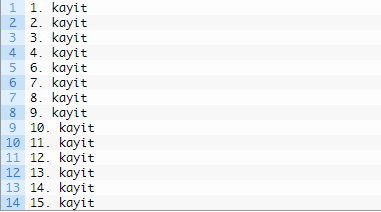 1 1. kayit
2 2. kayit
3 3. kayit
4 4. kayit
5 6. kayit
6 7. kayit
7 8. kayit
8 9. kayit
9 10. kayit
10 11. kayit
11 12. kayit
12 13. kayit
13 14. kayit
14 15. kayit